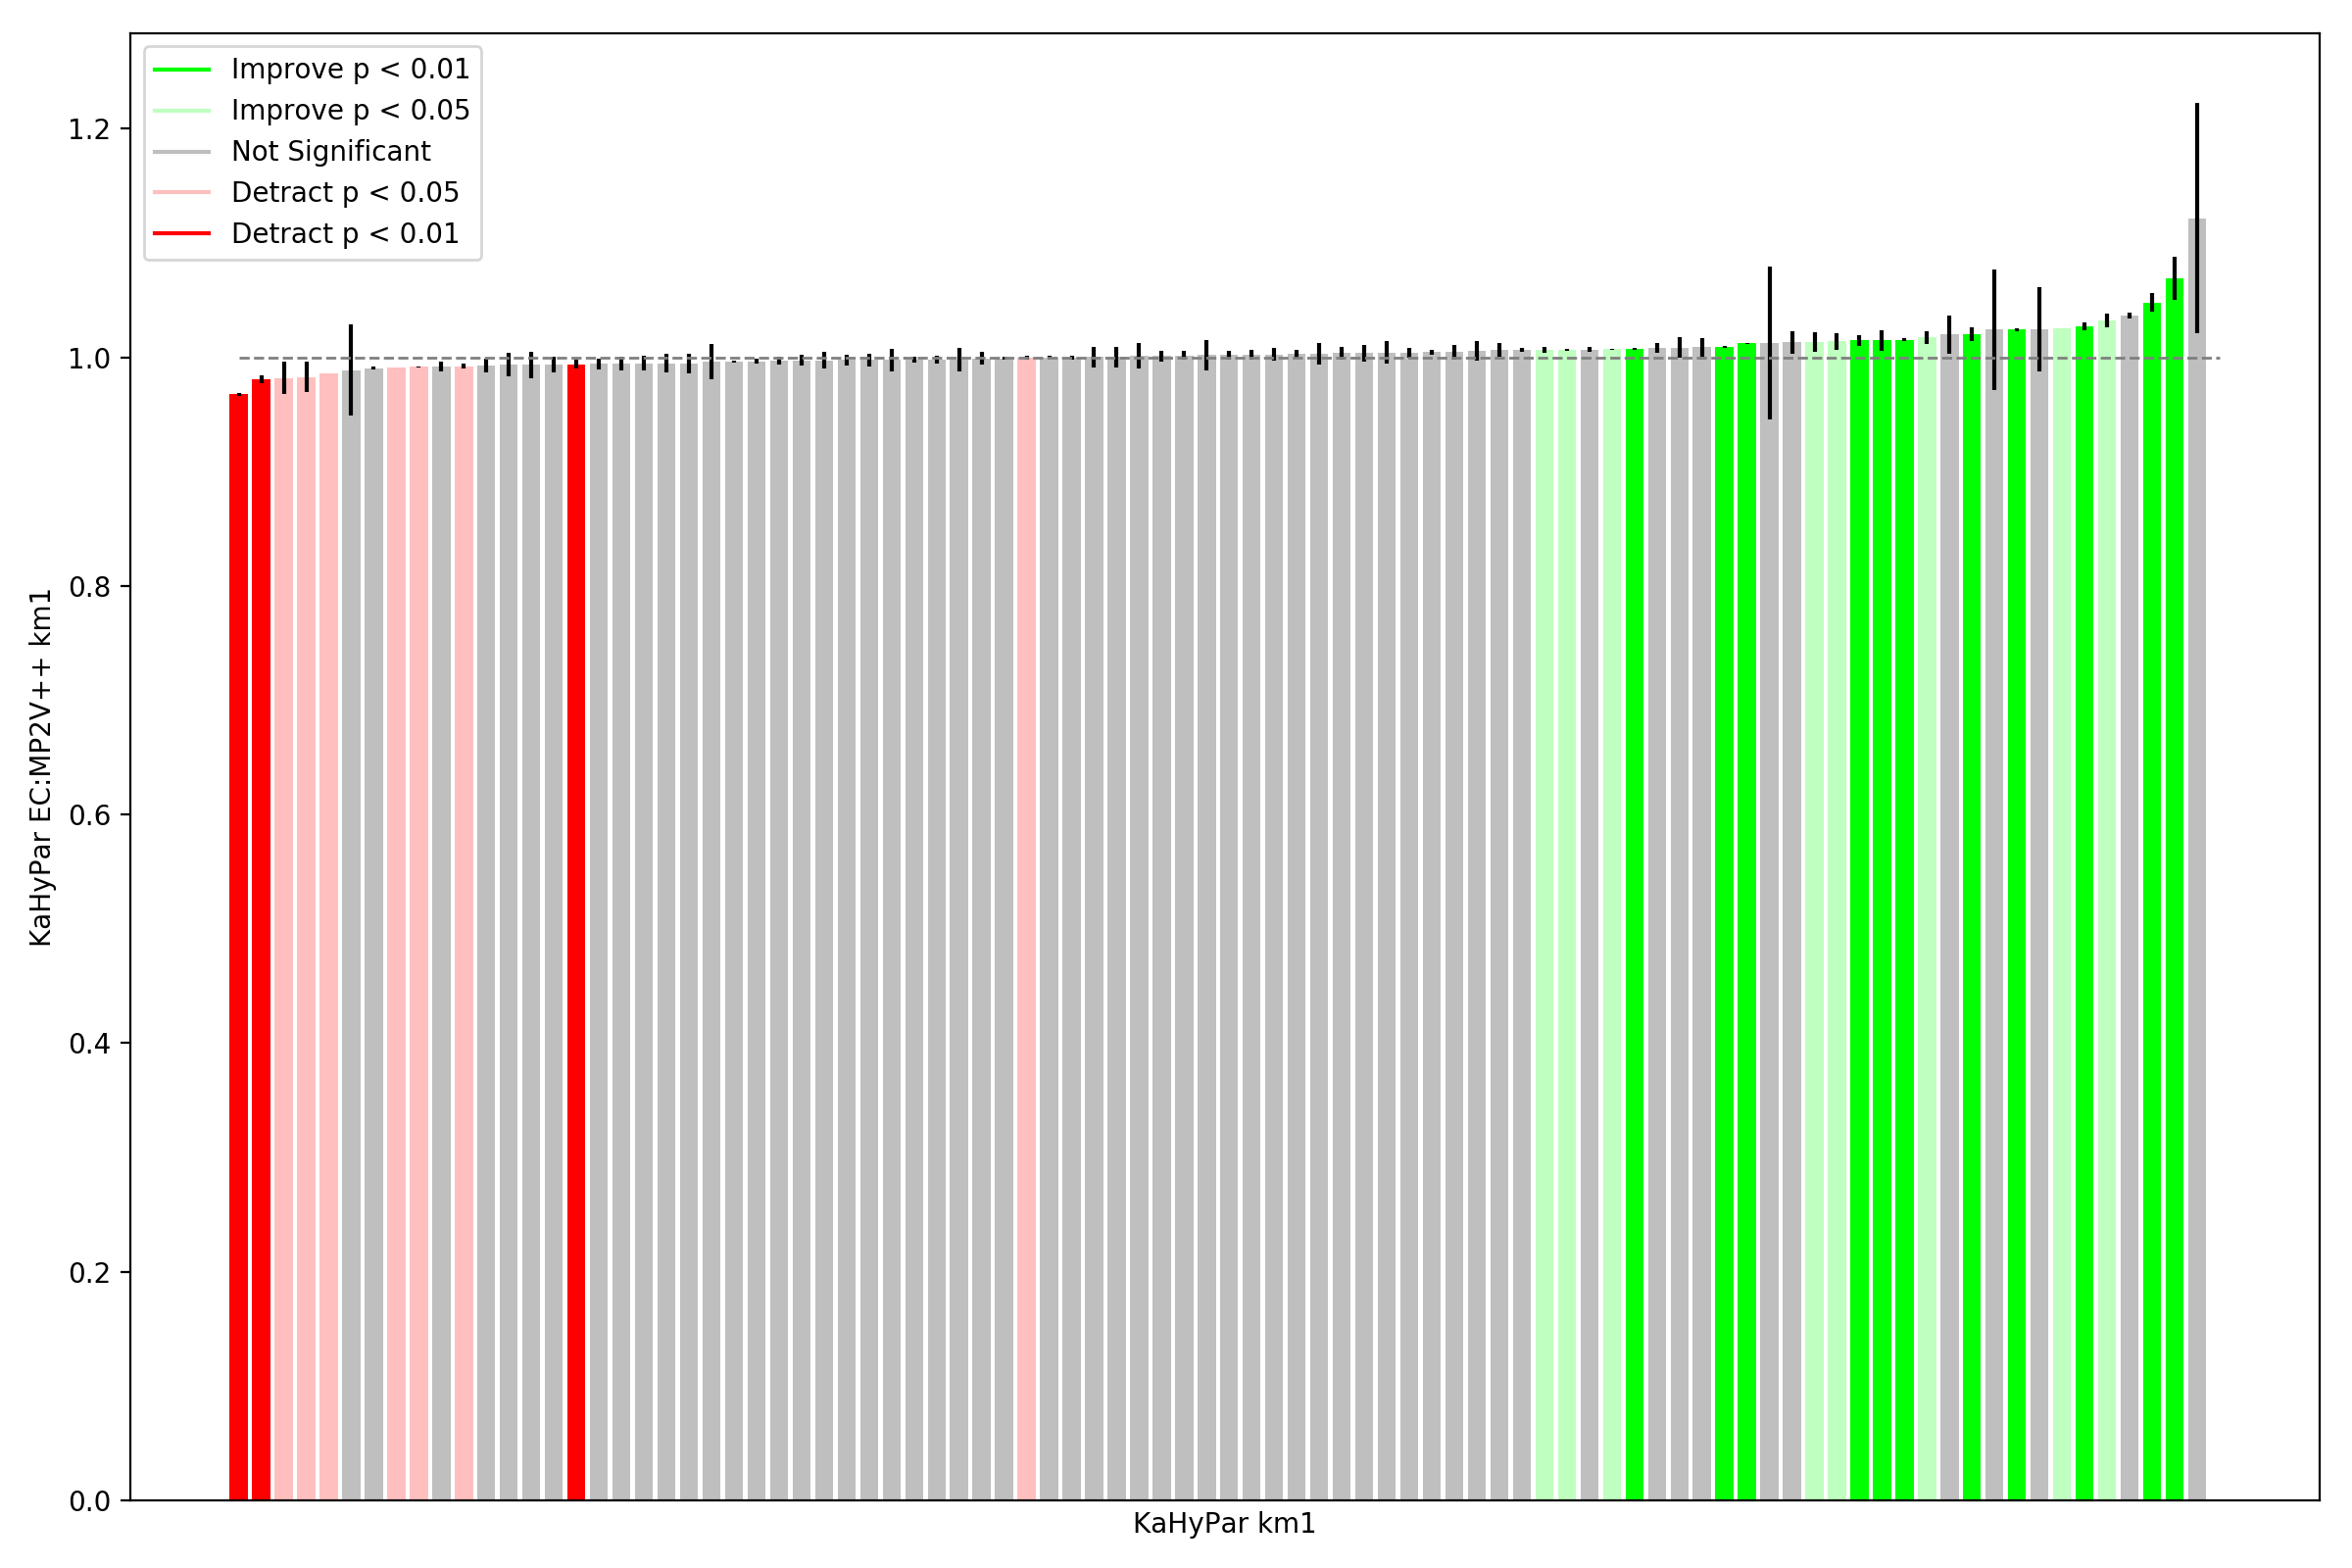 Improve p < 0.01
Improve p < 0.05
Not Significant
Detract p < 0.05
Detract p < 0.01
1.2
1.0
0.8
0.6
0.4
0.2
0.0
KaHyPar EC:MP2V++ km1
KaHyPar km1